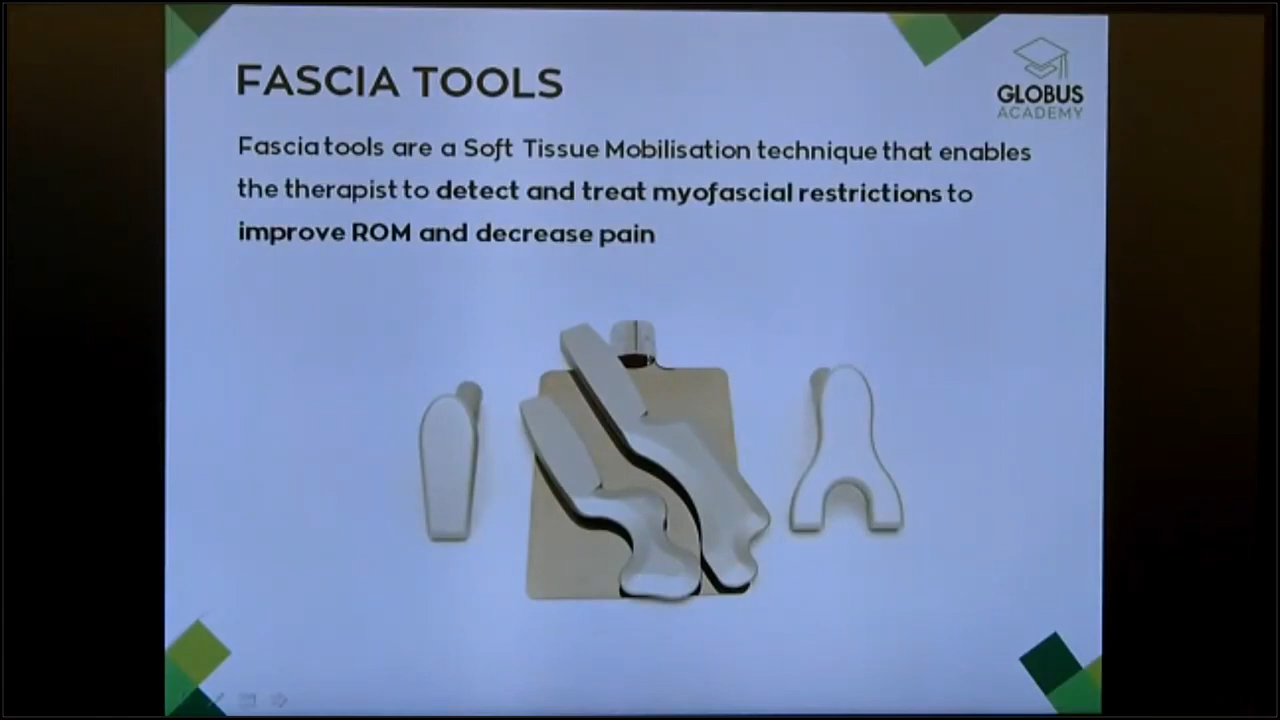 FASCIA TOOLS
GLOBUS
ACADEMY
Fascia tools are a Soft Tissue Mobilisation technique that enables
the therapist to detect and treat myofascial restrictions to
improve ROM and decrease pain